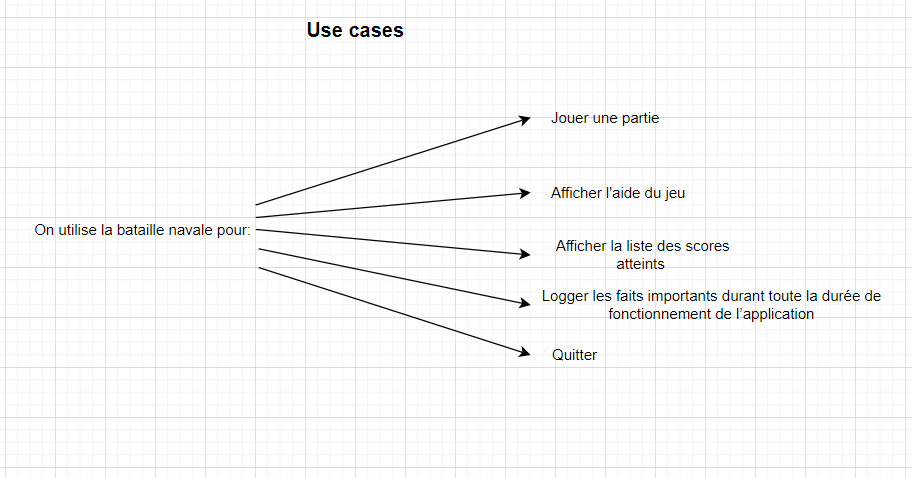 Use cases
Jouer une partie
Afficher l'aide du jeu
On utilise la bataille navale pour:
Afficher la liste des scores
atteints
Logger les faits importants durant toute la durée de
fonctionnement de l’application
Quitter